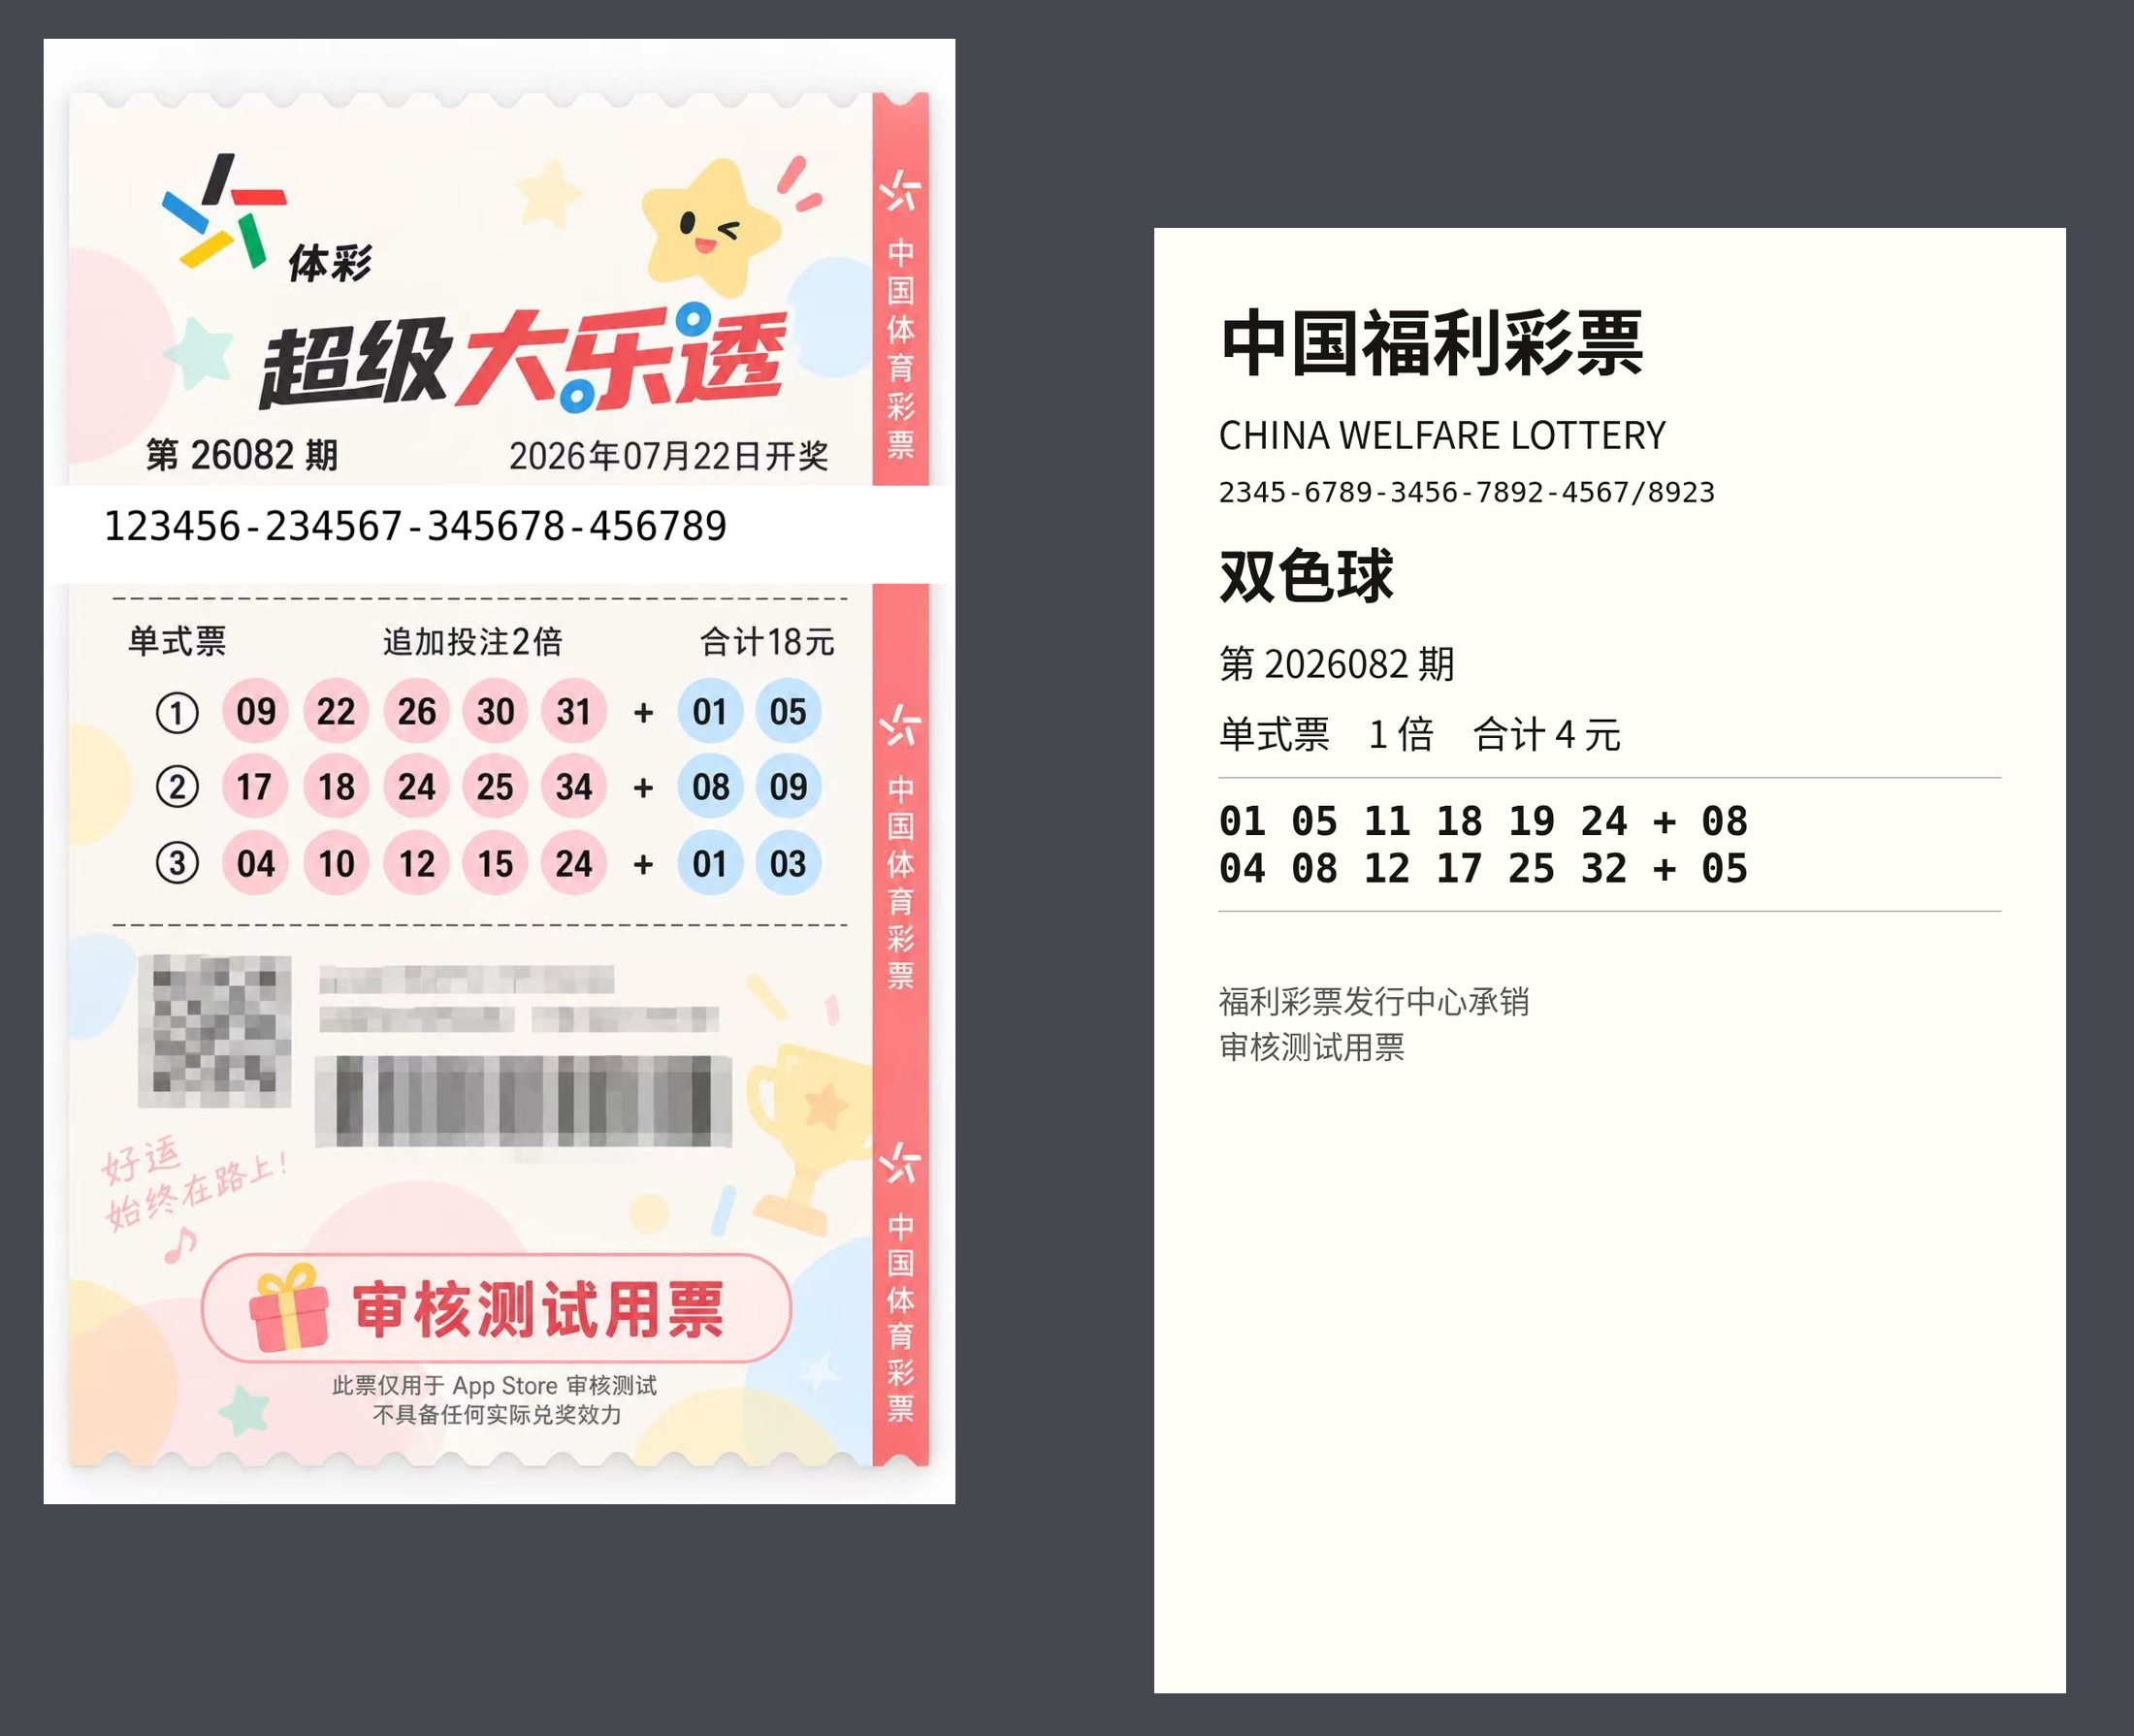 体彩
超级大乐透
第 26082 期 2026年07月22日开奖
123456-234567-345678-456789
单式票 追加投注2倍 合计18元
① 09 22 26 30 31 + 01 05
② 17 18 24 25 34 + 08 09
③ 04 10 12 15 24 + 01 03
好运
始终在路上!
审核测试用票
此票仅用于 App Store 审核测试
不具备任何实际兑奖效力
中国体育彩票
中国体育彩票
中国体育彩票
中国福利彩票
CHINA WELFARE LOTTERY
2345-6789-3456-7892-4567/8923
双色球
第 2026082 期
单式票 1 倍 合计 4 元
01 05 11 18 19 24 + 08
04 08 12 17 25 32 + 05
福利彩票发行中心承销
审核测试用票